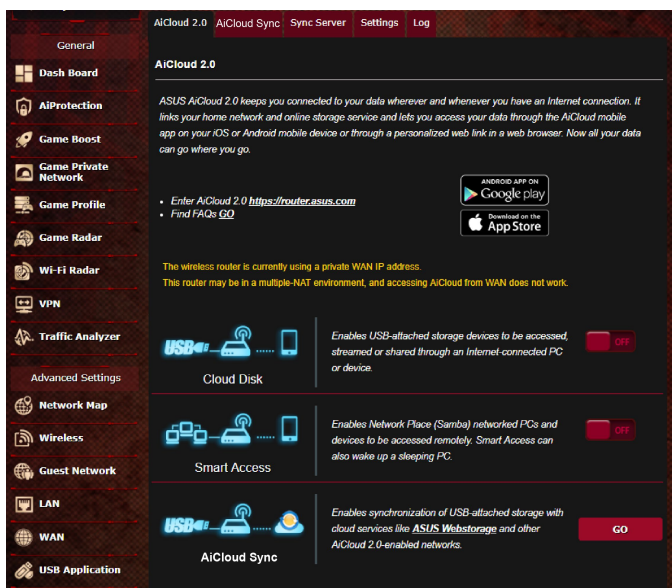 AiCloud 2.0
AiCloud Sync
Sync Server
Settings
Log
General
Dash Board
AiProtection
Game Boost
Game Private
Network
Game Profile
Game Radar
Wi-Fi Radar
VPN
Traffic Analyzer
Advanced Settings
Network Map
Wireless
Guest Network
LAN
WAN
USB Application
AiCloud 2.0
ASUS AiCloud 2.0 keeps you connected to your data wherever and whenever you have an Internet connection. It
links your home network and online storage service and lets you access your data through the AiCloud mobile
app on your iOS or Android mobile device or through a personalized web link in a web browser. Now all your data
can go where you go.
• Enter AiCloud 2.0 https://router.asus.com
• Find FAQs GO
ANDROID APP ON
Google play
Download on the
App Store
The wireless router is currently using a private WAN IP address.
This router may be in a multiple-NAT environment, and accessing AiCloud from WAN does not work.
USB
Cloud Disk
Enables USB-attached storage devices to be accessed,
streamed or shared through an Internet-connected PC
or device.
OFF
Smart Access
Enables Network Place (Samba) networked PCs and
devices to be accessed remotely. Smart Access can
also wake up a sleeping PC.
OFF
USB
AiCloud Sync
Enables synchronization of USB-attached storage with
cloud services like ASUS Webstorage and other
AiCloud 2.0-enabled networks.
GO